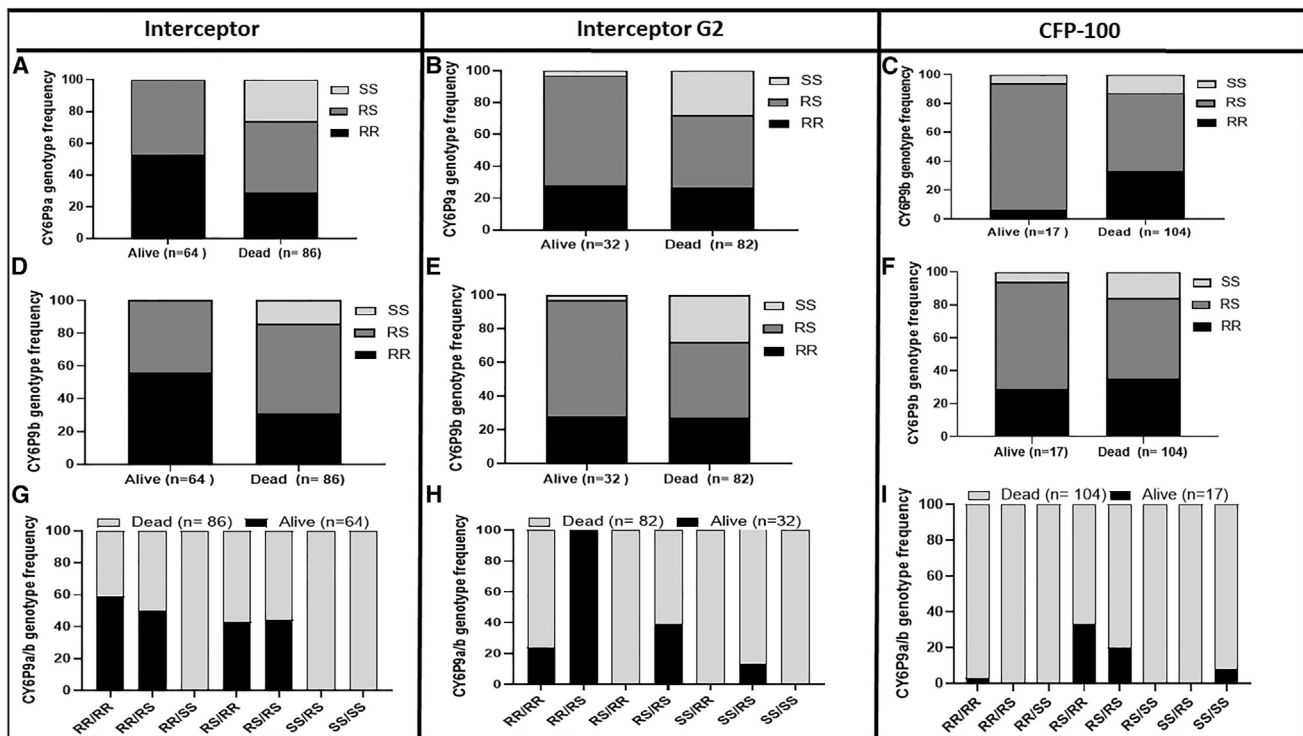 Interceptor
Interceptor G2
CFP-100
A
CY6P9a genotype frequency
100
80
60
40
20
0
Alive (n=64 )
Dead (n= 86)
SS
RS
RR
B
CY6P9a genotype frequency
100
80
60
40
20
0
Alive (n=32 )
Dead (n= 82)
SS
RS
RR
C
CY6P9b genotype frequency
100
80
60
40
20
0
Alive (n=17 )
Dead (n= 104)
SS
RS
RR
D
CY6P9b genotype frequency
100
80
60
40
20
0
Alive (n=64)
Dead (n= 86)
SS
RS
RR
E
CY6P9b genotype frequency
100
80
60
40
20
0
Alive (n=32 )
Dead (n= 82)
SS
RS
RR
F
CY6P9b genotype frequency
100
80
60
40
20
0
Alive (n=17)
Dead (n= 104)
SS
RS
RR
G
Dead (n= 86) Alive (n=64)
CY6P9a/b genotype frequency
100
80
60
40
20
0
RR/RR
RR/RS
RR/SS
RS/RR
RS/RS
SS/RS
SS/SS
H
Dead (n= 82) Alive (n=32)
CY6P9a/b genotype frequency
100
80
60
40
20
0
RR/RR
RR/RS
RS/RR
RS/RS
SS/RR
SS/RS
SS/SS
I
Dead (n= 104) Alive (n=17)
CY6P9a/b genotype frequency
100
80
60
40
20
0
RR/RR
RR/RS
RR/SS
RS/RR
RS/RS
RS/SS
SS/RS
SS/SS